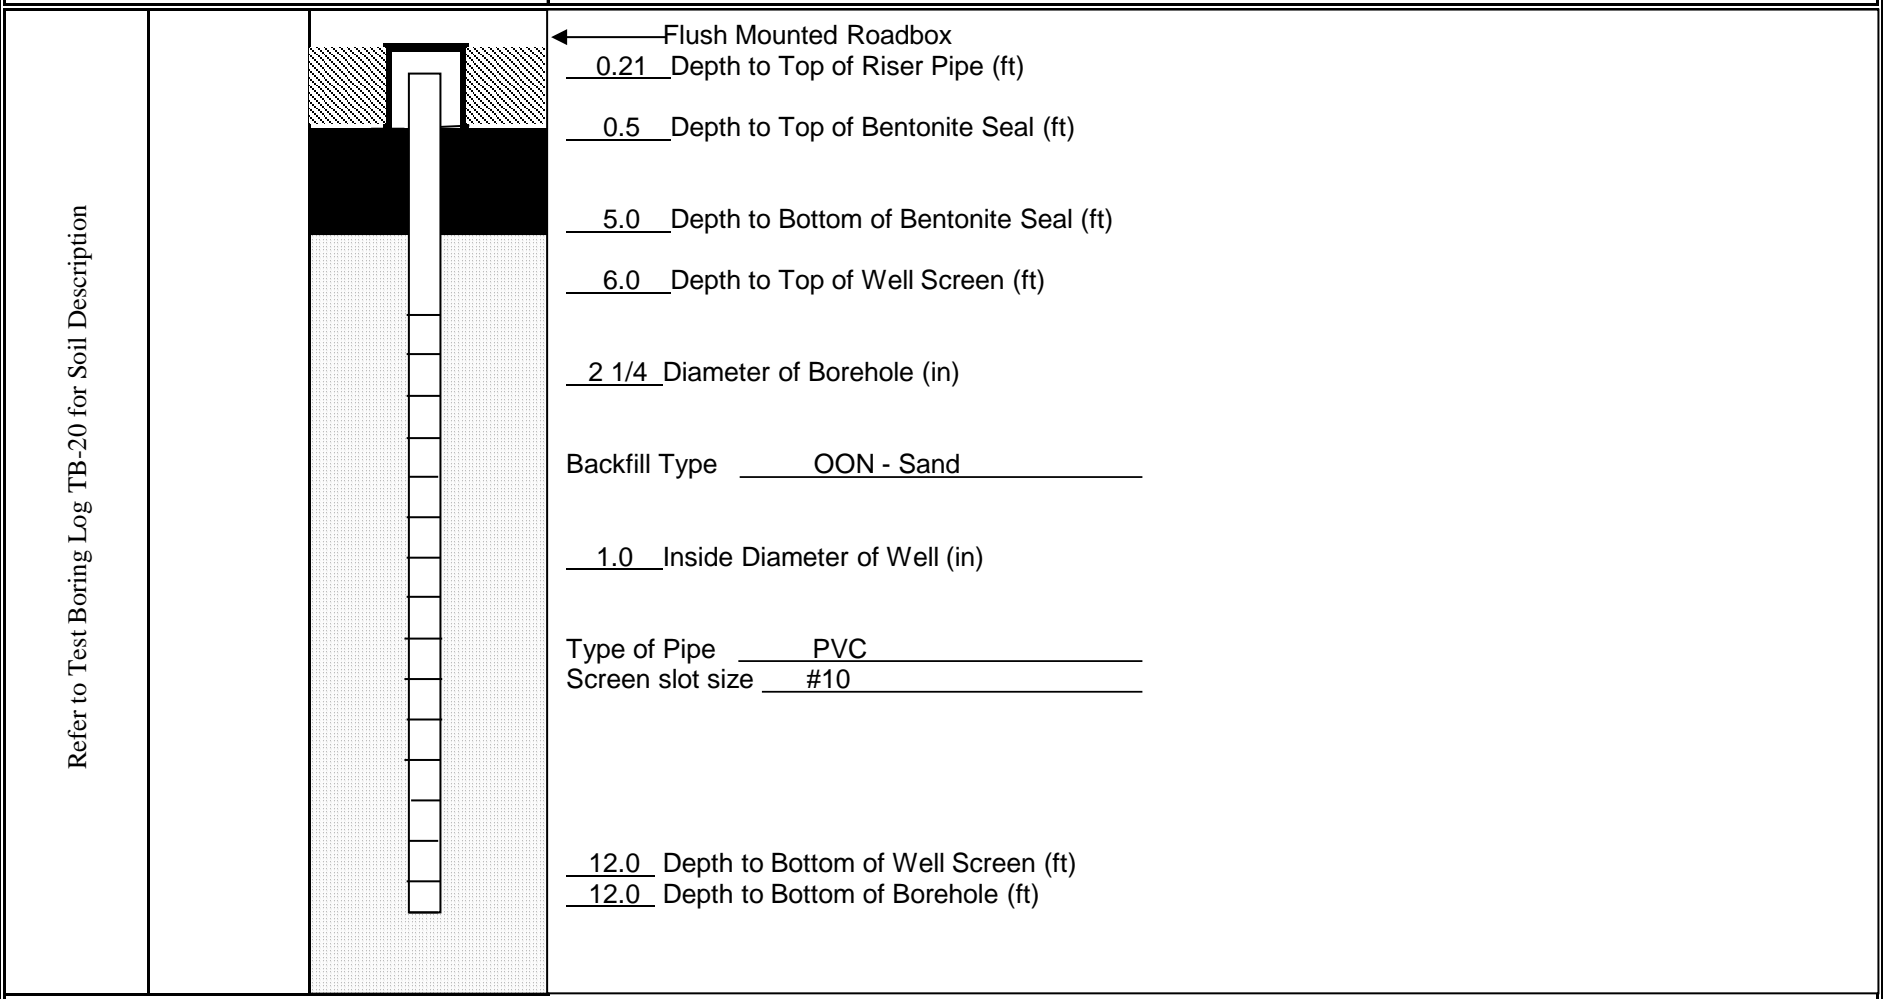 Refer to Test Boring Log TB-20 for Soil Description
Flush Mounted Roadbox
0.21 Depth to Top of Riser Pipe (ft)
0.5 Depth to Top of Bentonite Seal (ft)
5.0 Depth to Bottom of Bentonite Seal (ft)
6.0 Depth to Top of Well Screen (ft)
2 1/4 Diameter of Borehole (in)
Backfill Type OON - Sand
1.0 Inside Diameter of Well (in)
Type of Pipe PVC
Screen slot size #10
12.0 Depth to Bottom of Well Screen (ft)
12.0 Depth to Bottom of Borehole (ft)